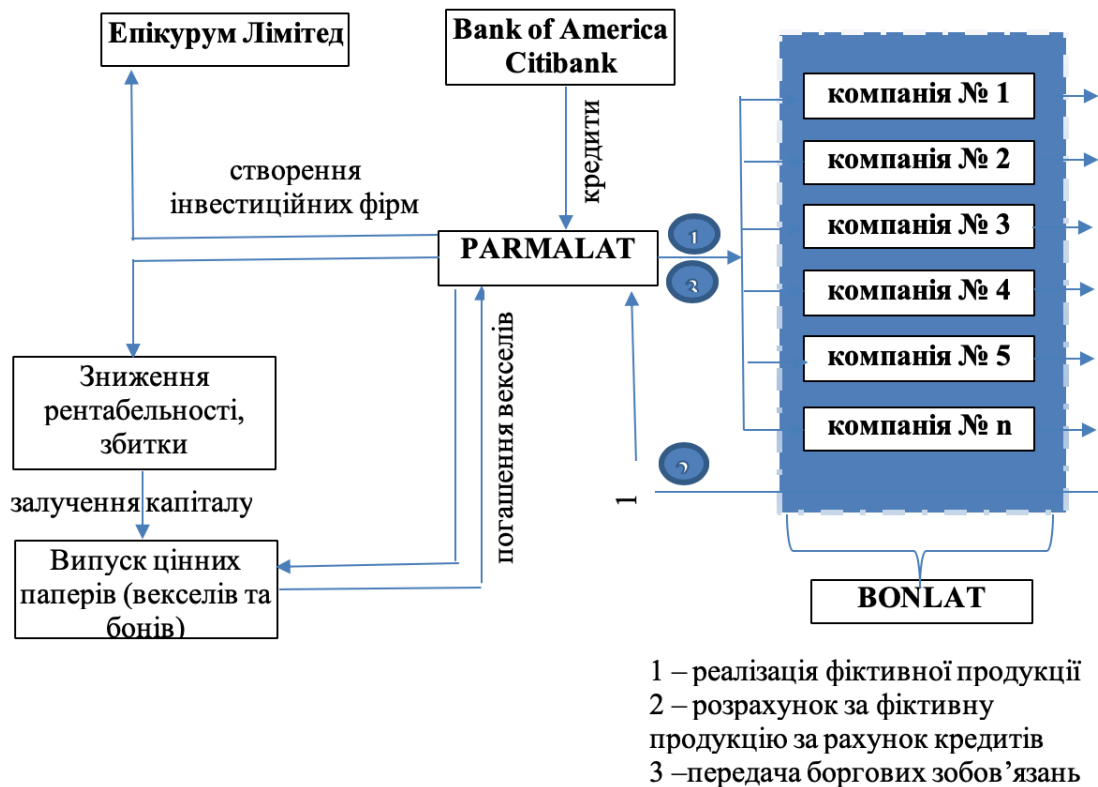 Епікурум Лімітед
Bank of America
Citibank
компанія № 1
компанія № 2
компанія № 3
компанія № 4
компанія № 5
компанія № n
кредити
створення
інвестиційних фірм
PARMALAT
1
3
Зниження
рентабельності,
збитки
погашення векселів
залучення капіталу
2
1
Випуск цінних
паперів (векселів та
бонів)
BONLAT
1 – реалізація фіктивної продукції
2 – розрахунок за фіктивну
продукцію за рахунок кредитів
3 –передача боргових зобов’язань